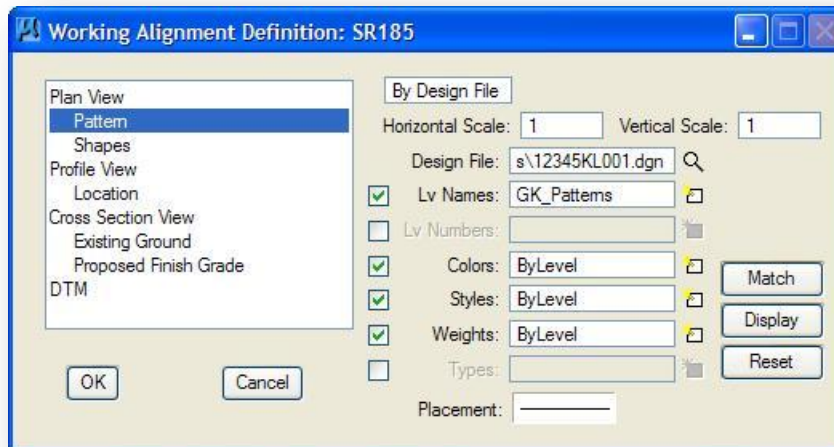 Working Alignment Definition: SR185
Plan View
Pattern
Shapes
Profile View
Location
Cross Section View
Existing Ground
Proposed Finish Grade
DTM
OK
Cancel
By Design File
Horizontal Scale: 1 Vertical Scale: 1
Design File: s\12345KL001.dgn
Lv Names: GK_Patterns
Lv Numbers:
Colors: ByLevel
Styles: ByLevel
Weights: ByLevel
Types:
Placement:
Match
Display
Reset